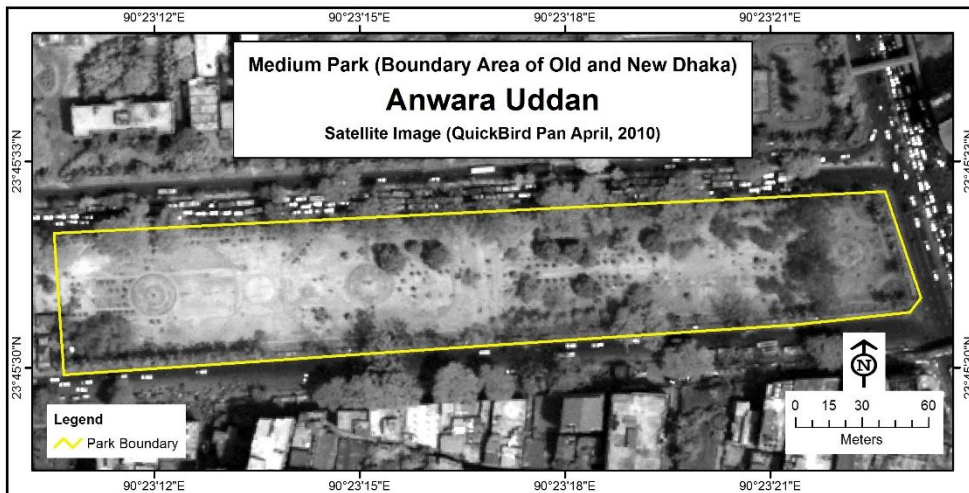 90°23'12"E 90°23'15"E 90°23'18"E 90°23'21"E
Medium Park (Boundary Area of Old and New Dhaka)
Anwara Uddan
Satellite Image (QuickBird Pan April, 2010)
23°45'33"N 23°45'33"N
23°45'30"N 23°45'30"N
N
Legend
Park Boundary
0 15 30 60
Meters
90°23'12"E 90°23'15"E 90°23'18"E 90°23'21"E